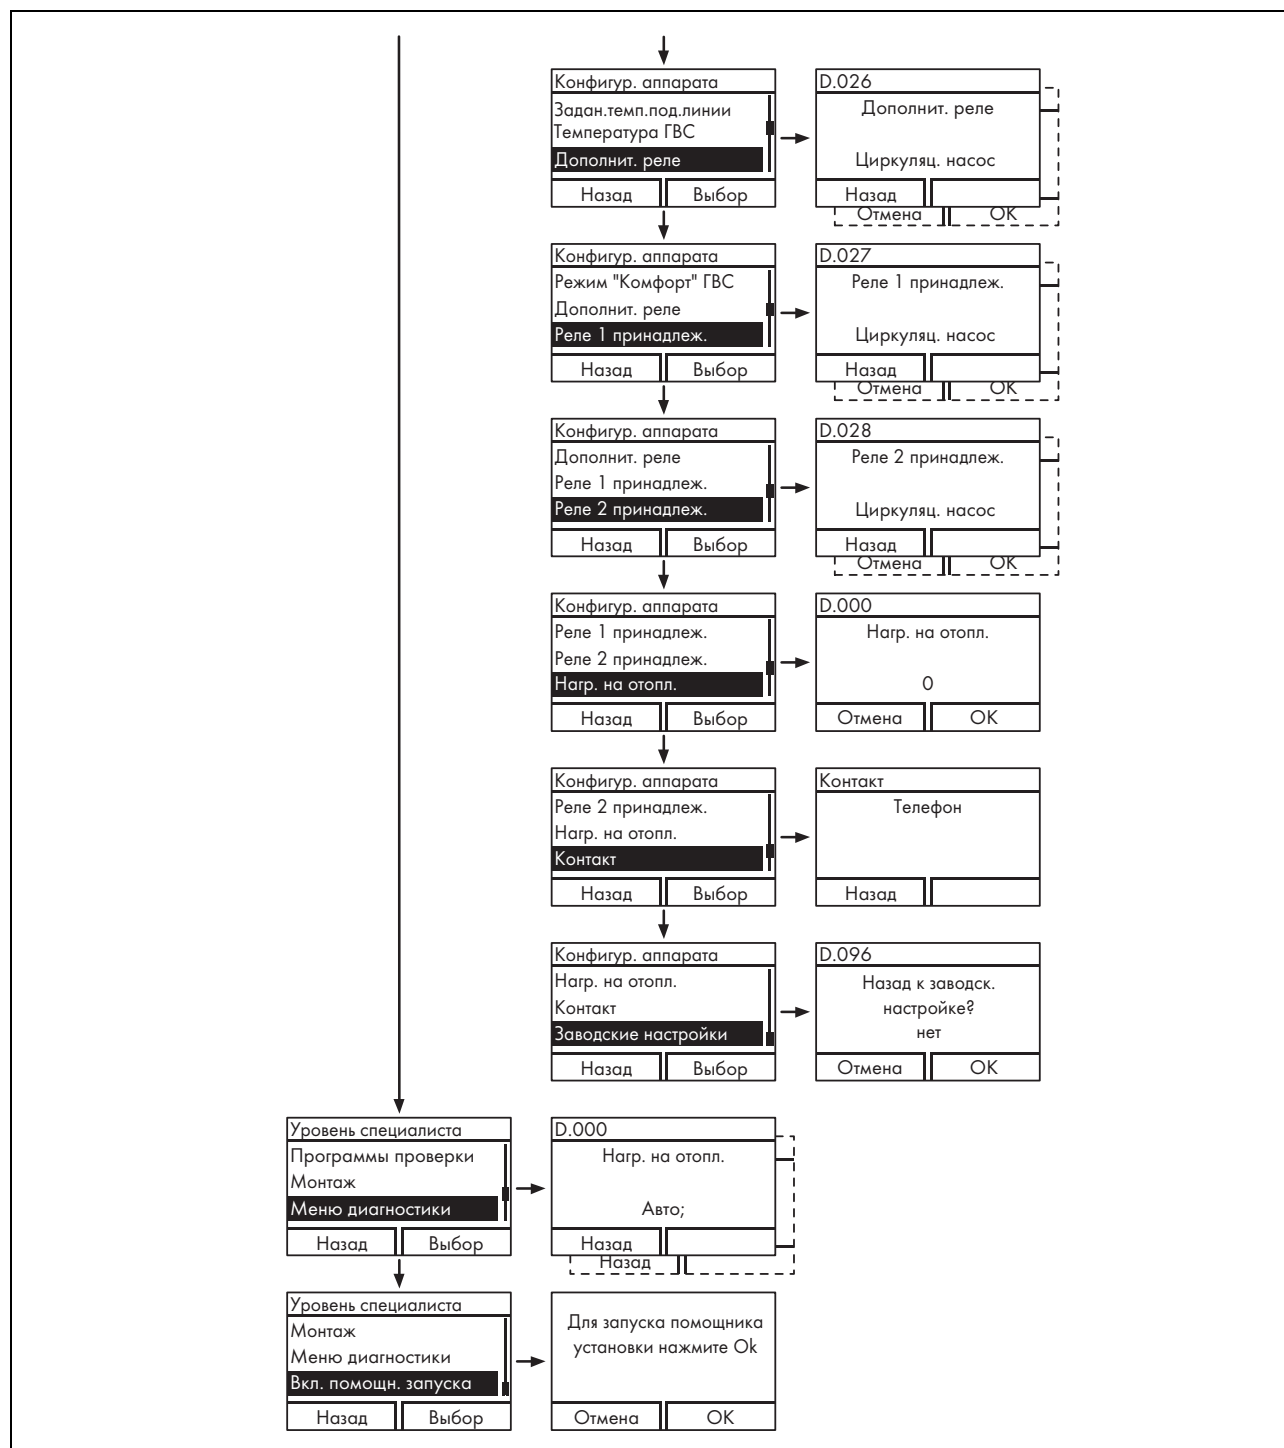 Конфигур. аппарата
Задан.темп.под.линии
Температура ГВС
Дополнит. реле
Назад Выбор
D.026
Дополнит. реле
Циркуляц. насос
Назад
Отмена OK
Конфигур. аппарата
Режим "Комфорт" ГВС
Дополнит. реле
Реле 1 принадлеж.
Назад Выбор
D.027
Реле 1 принадлеж.
Циркуляц. насос
Назад
Отмена OK
Конфигур. аппарата
Дополнит. реле
Реле 1 принадлеж.
Реле 2 принадлеж.
Назад Выбор
D.028
Реле 2 принадлеж.
Циркуляц. насос
Назад
Отмена OK
Конфигур. аппарата
Реле 1 принадлеж.
Реле 2 принадлеж.
Нагр. на отопл.
Назад Выбор
D.000
Нагр. на отопл.
0
Отмена OK
Конфигур. аппарата
Реле 2 принадлеж.
Нагр. на отопл.
Контакт
Назад Выбор
Контакт
Телефон
Назад
Конфигур. аппарата
Нагр. на отопл.
Контакт
Заводские настройки
Назад Выбор
D.096
Назад к заводск.
настройке?
нет
Отмена OK
Уровень специалиста
Программы проверки
Монтаж
Меню диагностики
Назад Выбор
D.000
Нагр. на отопл.
Авто;
Назад
Назад
Уровень специалиста
Монтаж
Меню диагностики
Вкл. помощн. запуска
Назад Выбор
Для запуска помощника
установки нажмите Ok
Отмена OK